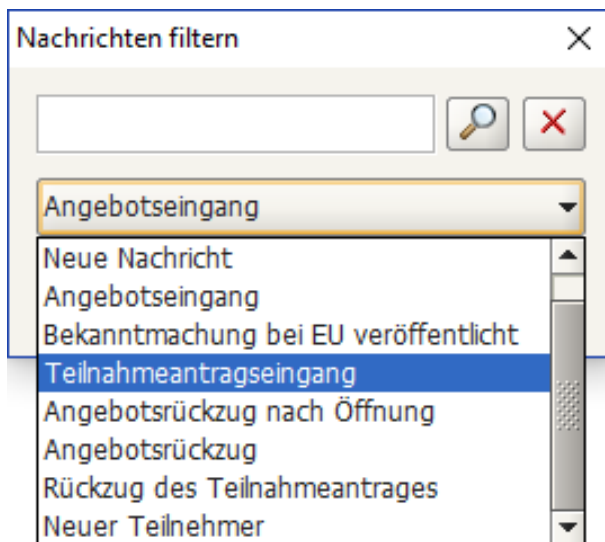 Nachrichten filtern
Angebotseingang
Neue Nachricht
Angebotseingang
Bekanntmachung bei EU veröffentlicht
Teilnahmeantragseingang
Angebotsrückzug nach Öffnung
Angebotsrückzug
Rückzug des Teilnahmeantrages
Neuer Teilnehmer